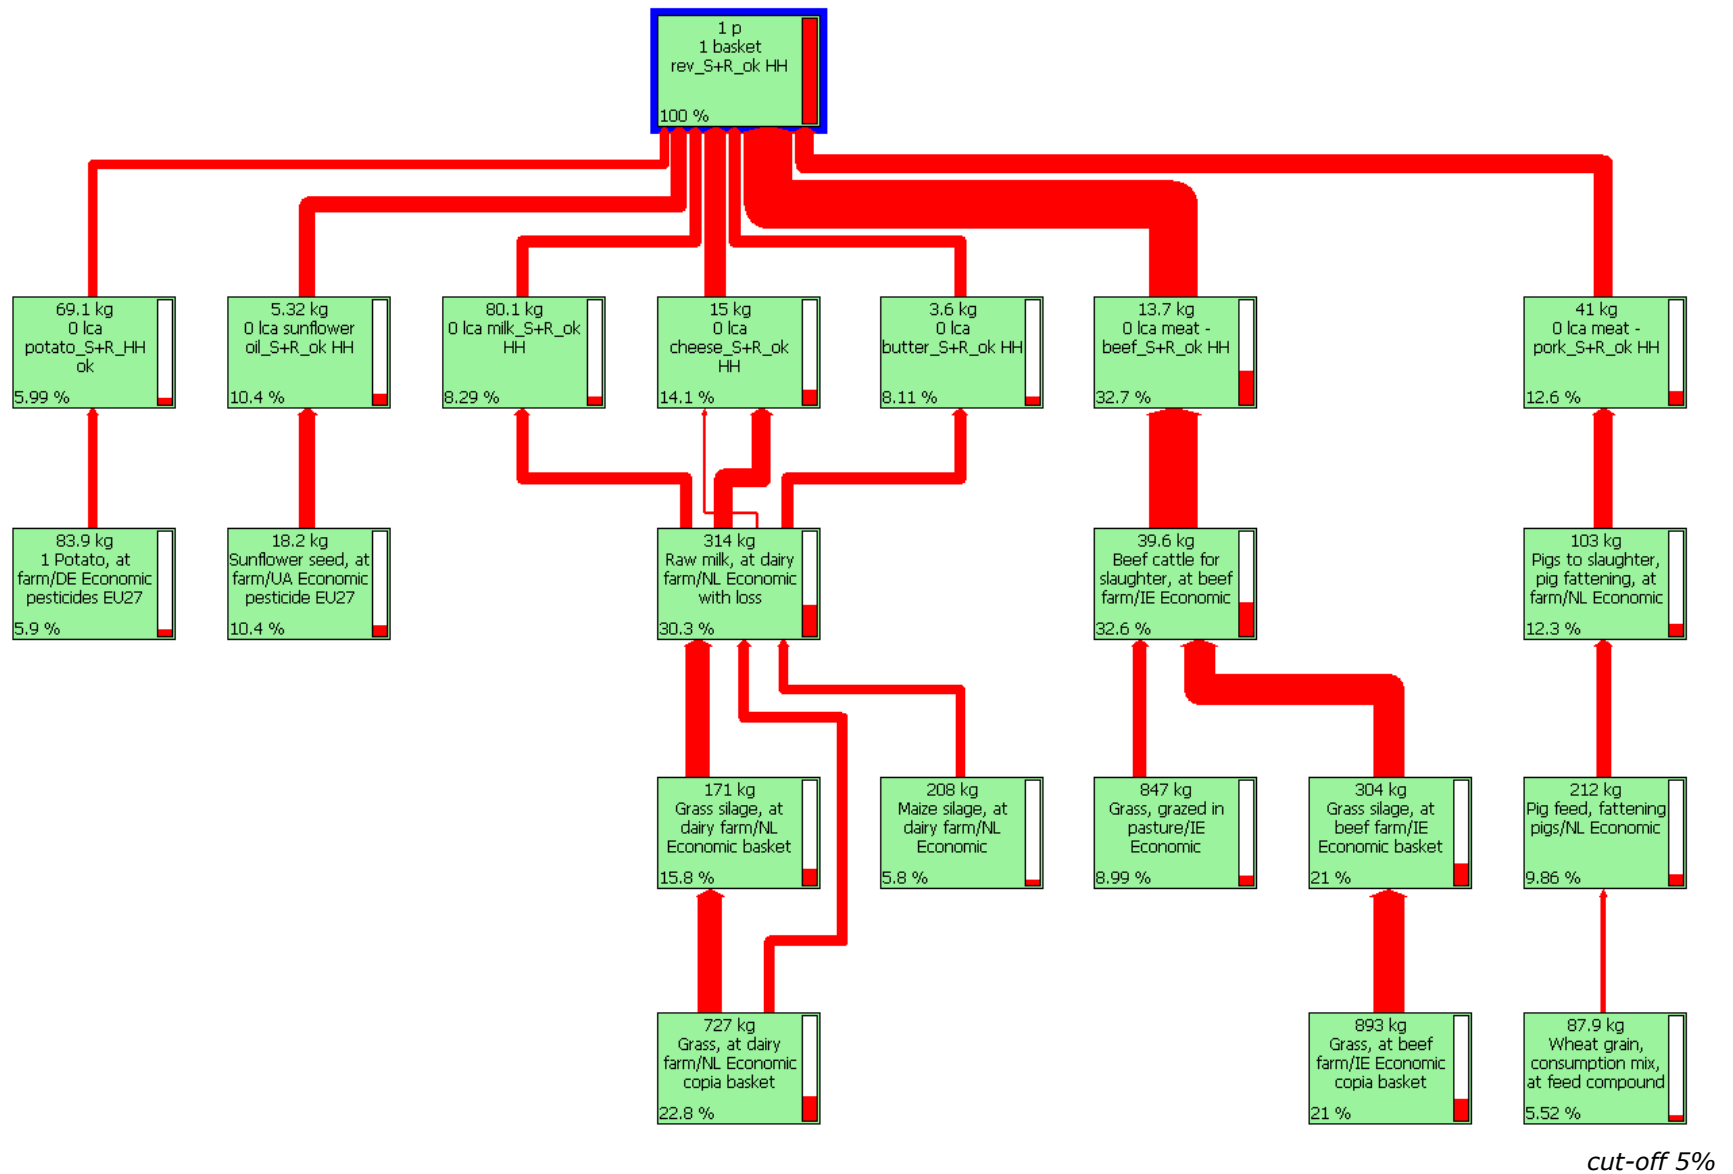 1 p
1 basket
rev_S+R_ok HH
100 %
69.1 kg
0 lca
potato_S+R_HH
ok
5.99 %
5.32 kg
0 lca sunflower
oil_S+R_ok HH
10.4 %
80.1 kg
0 lca milk_S+R_ok
HH
8.29 %
15 kg
0 lca
cheese_S+R_ok
HH
14.1 %
3.6 kg
0 lca
butter_S+R_ok HH
8.11 %
13.7 kg
0 lca meat -
beef_S+R_ok HH
32.7 %
41 kg
0 lca meat -
pork_S+R_ok HH
12.6 %
83.9 kg
1 Potato, at
farm/DE Economic
pesticides EU27
5.9 %
18.2 kg
Sunflower seed, at
farm/UA Economic
pesticide EU27
10.4 %
314 kg
Raw milk, at dairy
farm/NL Economic
with loss
30.3 %
39.6 kg
Beef cattle for
slaughter, at beef
farm/IE Economic
32.6 %
103 kg
Pigs to slaughter,
pig fattening, at
farm/NL Economic
12.3 %
171 kg
Grass silage, at
dairy farm/NL
Economic basket
15.8 %
208 kg
Maize silage, at
dairy farm/NL
Economic
5.8 %
847 kg
Grass, grazed in
pasture/IE
Economic
8.99 %
304 kg
Grass silage, at
beef farm/IE
Economic basket
21 %
212 kg
Pig feed, fattening
pigs/NL Economic
9.86 %
727 kg
Grass, at dairy
farm/NL Economic
copia basket
22.8 %
893 kg
Grass, at beef
farm/IE Economic
copia basket
21 %
87.9 kg
Wheat grain,
consumption mix,
at feed compound
5.52 %
cut-off 5%